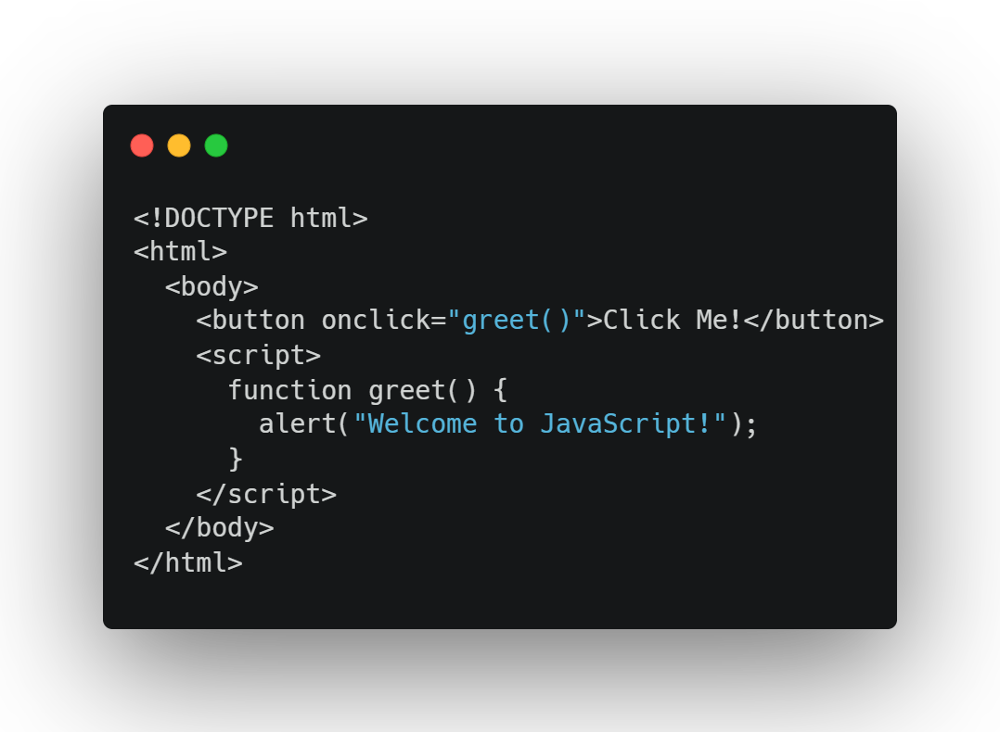 <!DOCTYPE html>
<html>
  <body>
    <button onclick="greet()">Click Me!</button>
    <script>
      function greet() {
        alert("Welcome to JavaScript!");
      }
    </script>
  </body>
</html>